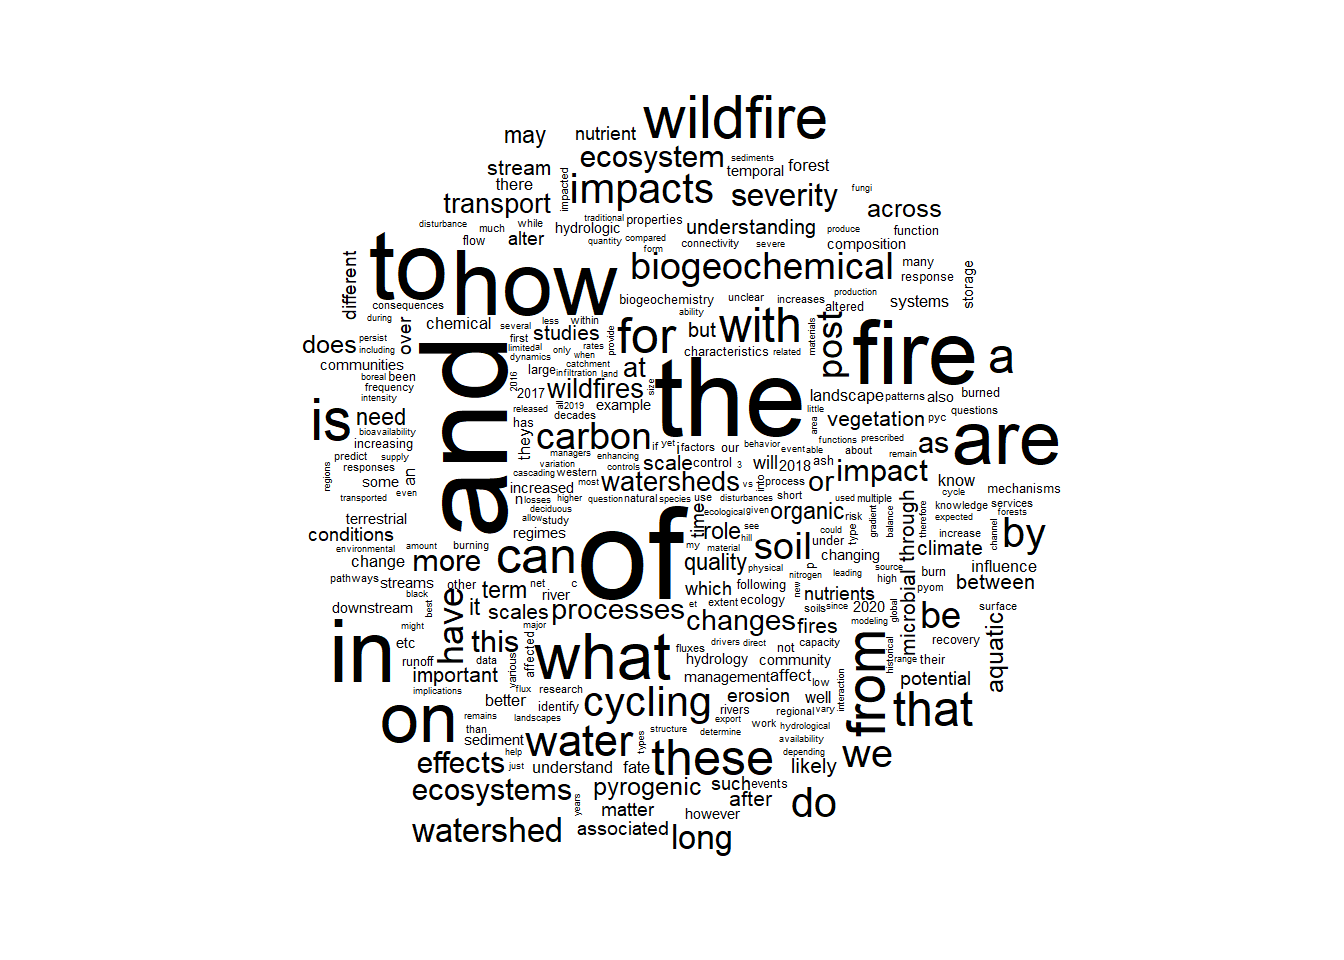 wildfire
may
nutrient
ecosystem
sediments
stream
temporal
forest
there
impacted
impacts
severity
fungi
transport
across
traditional
properties
disturbance
much
while
hydrologic
understanding
produce
function
flow
alter
quantity
compared
connectivity
severe
composition
form
to
how
biogeochemical
many
response
different
storage
biogeochemistry
unclear
increases
production
altered
systems
consequences
ability
during
chemical
several
less
within
for
but
with
post
fire
a
does
persist
over
first
studies
provide
materials
including
limited
al
only
rates
characteristics
related
communities
dynamics
when
catchment
at
the
boreal
been
large
infiltration
land
frequency
2016
2017
wildfires
size
landscape
patterns
also
burned
intensity
released
all
2019
example
little
is
need
and
has
decades
area
vegetation
pyc
questions
are
bioavailability
they
carbon
if
yet
i
factors
our
behavior
functions
prescribed
as
increasing
managers
enhancing
event
able
about
remain
predict
supply
variation
controls
scale
control
3
will
2018
ash
impact
know
regions
responses
cascading
western
watersheds
vs
into
process
or
cycle
mechanisms
some
an
even
increased
most
transported
n
losses
higher
question
natural
species
use
disturbances
short
used
multiple
knowledge
services
deciduous
ecological
given
organic
risk
expected
forests
terrestrial
allow
study
of
time
role
see
could
type
gradient
balance
through
therefore
by
conditions
regimes
my
hill
soil
under
increase
channel
environmental
amount
burning
material
changing
climate
change
more
can
quality
physical
p
source
influence
pathways
streams
other
term
net
c
which
following
nitrogen
leading
high
microbial
burn
between
black
river
new
nutrients
pyom
best
have
it
scales
processes
et
extent
ecology
soils
since
2020
global
be
surface
downstream
might
major
changes
fires
modeling
in
etc
this
affected
what
fluxes
drivers
direct
not
capacity
from
historical
recovery
aquatic
runoff
data
various
hydrology
community
range
their
important
management
affect
low
potential
implications
flux
research
cycling
erosion
well
interaction
better
identify
rivers
regional
vary
that
on
remains
landscapes
export
work
hydrological
than
structure
determine
sediment
water
types
availability
help
these
depending
we
effects
just
understand
fate
likely
ecosystems
years
pyrogenic
such
events
do
matter
after
however
watershed
associated
long